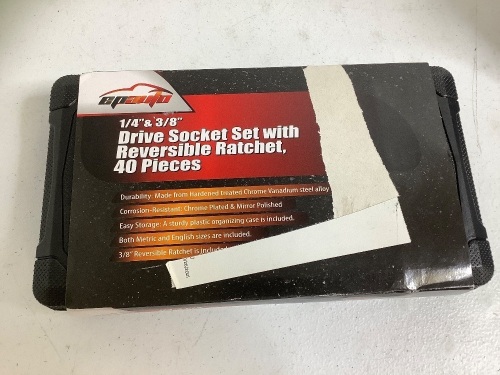 epauto
1/4"& 3/8"
Drive Socket Set with
Reversible Ratchet,
40 Pieces
Durability: Made from Hardened treated Chrome Vanadrum steel alloy
Corrosion-Resistant: Chrome Plated & Mirror Polished
Easy Storage: A sturdy plastic organizing case is included.
Both Metric and English sizes are included.
3/8" Reversible Ratchet is